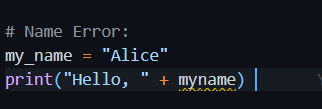 # Name Error:
my_name = "Alice"
print("Hello, " + myname)